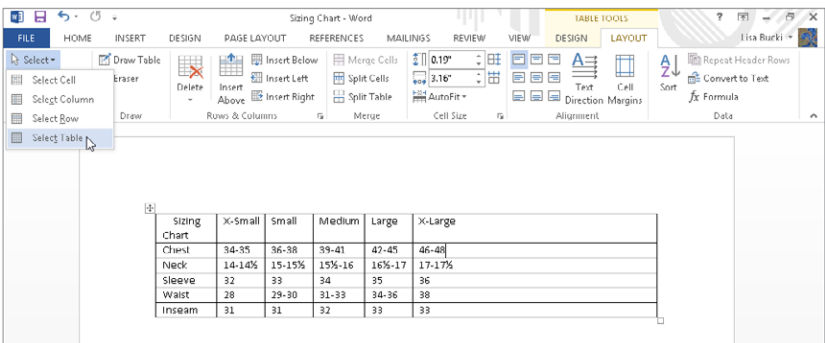 Sizing Chart - Word
TABLE TOOLS
?
FILE HOME INSERT DESIGN PAGE LAYOUT REFERENCES MAILINGS REVIEW VIEW DESIGN LAYOUT Lisa Bucki
Select
Draw Table
Eraser
Draw
Select Cell
Select Column
Select Row
Select Table
Delete
Insert Above
Insert Below
Insert Left
Insert Right
Rows & Columns
Merge Cells
Split Cells
Split Table
Merge
0.19"
3.16"
AutoFit
Cell Size
Text Direction
Cell Margins
Alignment
Sort
Repeat Header Rows
Convert to Text
fx Formula
Data
Sizing Chart X-Small Small Medium Large X-Large
Chest 34-35 36-38 39-41 42-45 46-48
Neck 14-14½ 15-15½ 15½-16 16½-17 17-17½
Sleeve 32 33 34 35 36
Waist 28 29-30 31-33 34-36 38
Inseam 31 31 32 33 33